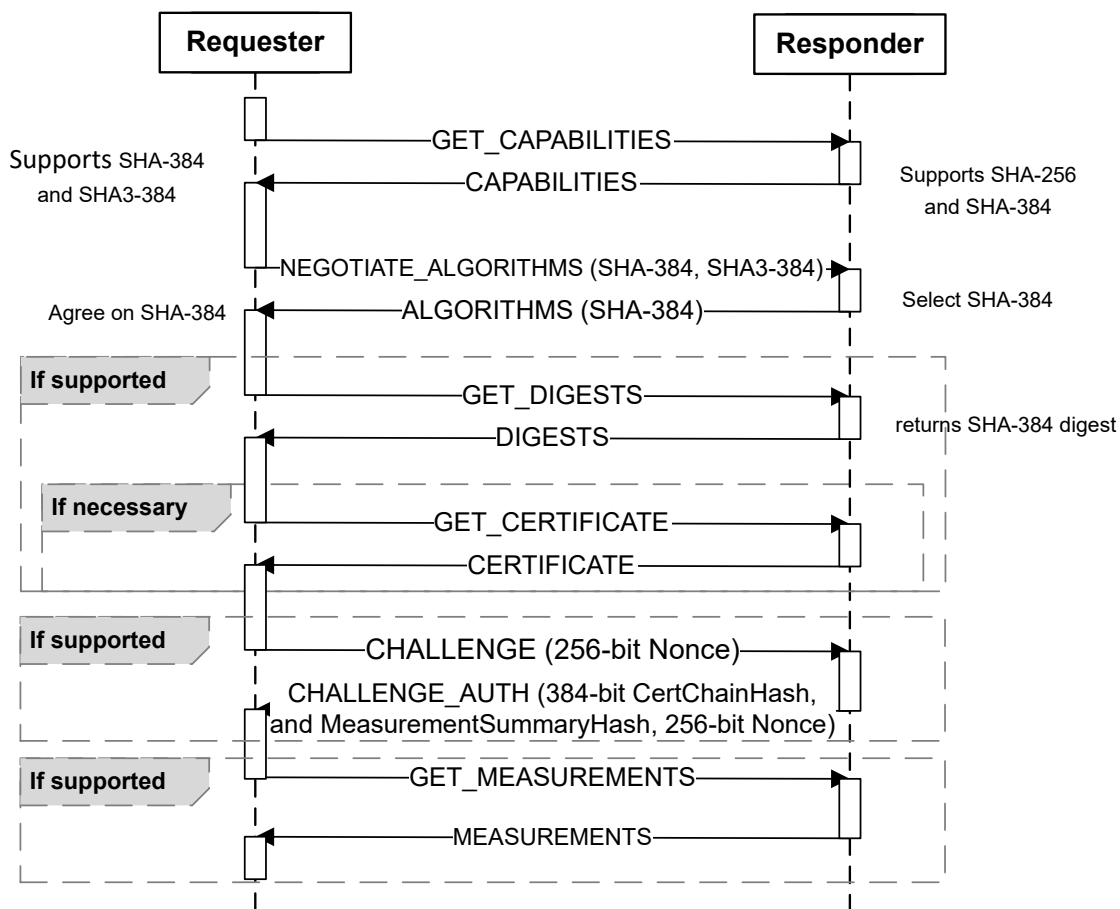 Requester
Responder
GET_CAPABILITIES
Supports SHA-384
and SHA3-384
CAPABILITIES
Supports SHA-256
and SHA-384
NEGOTIATE_ALGORITHMS (SHA-384, SHA3-384)
Agree on SHA-384
ALGORITHMS (SHA-384)
Select SHA-384
If supported
GET_DIGESTS
DIGESTS
returns SHA-384 digest
If necessary
GET_CERTIFICATE
CERTIFICATE
If supported
CHALLENGE (256-bit Nonce)
CHALLENGE_AUTH (384-bit CertChainHash,
and MeasurementSummaryHash, 256-bit Nonce)
If supported
GET_MEASUREMENTS
MEASUREMENTS